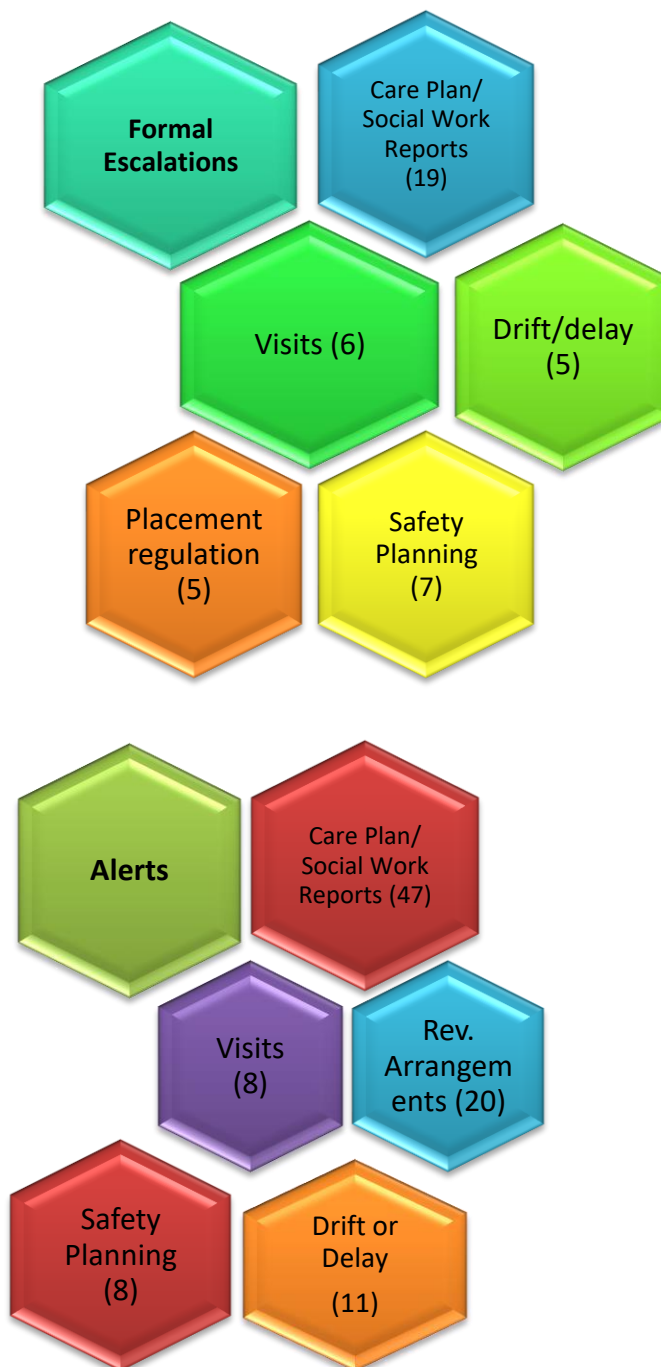 Formal
Escalations
Care Plan/
Social Work
Reports
(19)
Visits (6)
Drift/delay
(5)
Placement
regulation
(5)
Safety
Planning
(7)
Alerts
Care Plan/
Social Work
Reports (47)
Visits
(8)
Rev.
Arrangem
ents (20)
Safety
Planning
(8)
Drift or
Delay
(11)